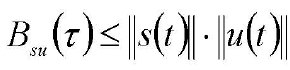 B_{su}(τ) ≤ ‖s(t)‖ · ‖u(t)‖